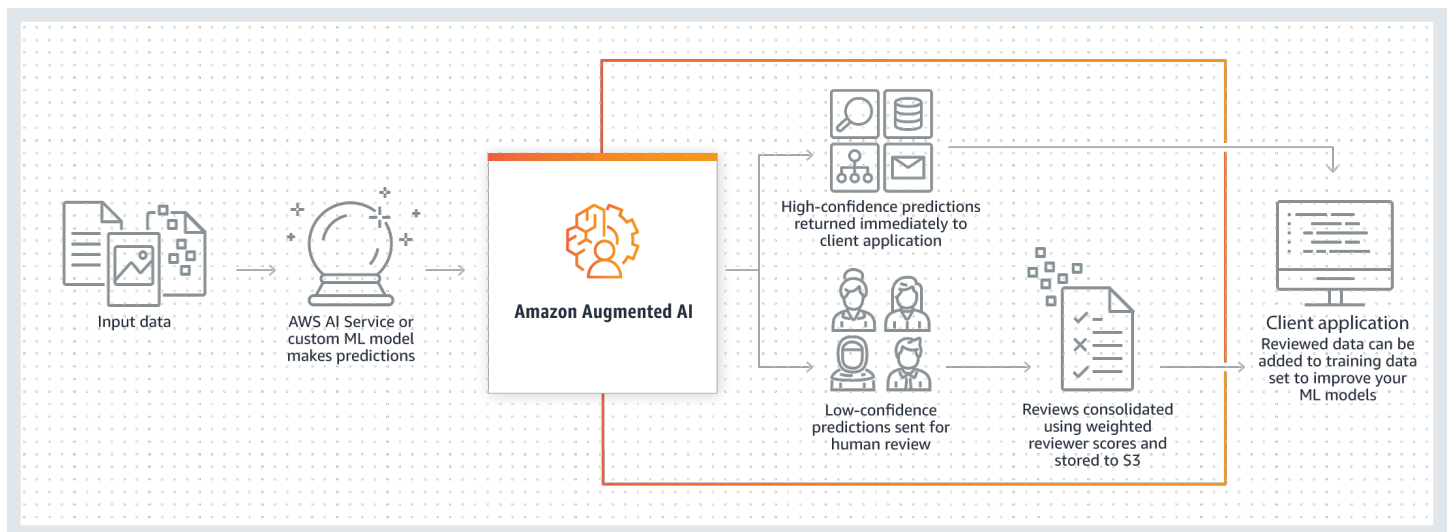 Input data
AWS AI Service or
custom ML model
makes predictions
Amazon Augmented AI
High-confidence predictions
returned immediately to
client application
Low-confidence
predictions sent for
human review
Reviews consolidated
using weighted
reviewer scores and
stored to S3
Client application
Reviewed data can be
added to training data
set to improve your
ML models